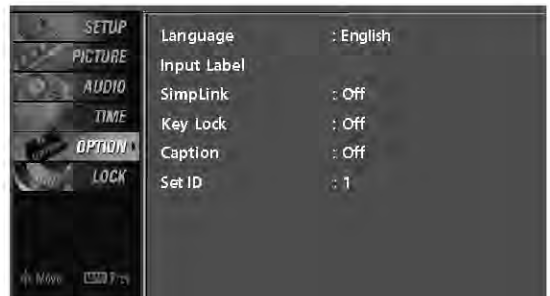 SETUP
PICTURE
AUDIO
TIME
OPTION
LOCK
Move
Language : English
Input Label
SimpLink : Off
Key Lock : Off
Caption : Off
Set ID : 1